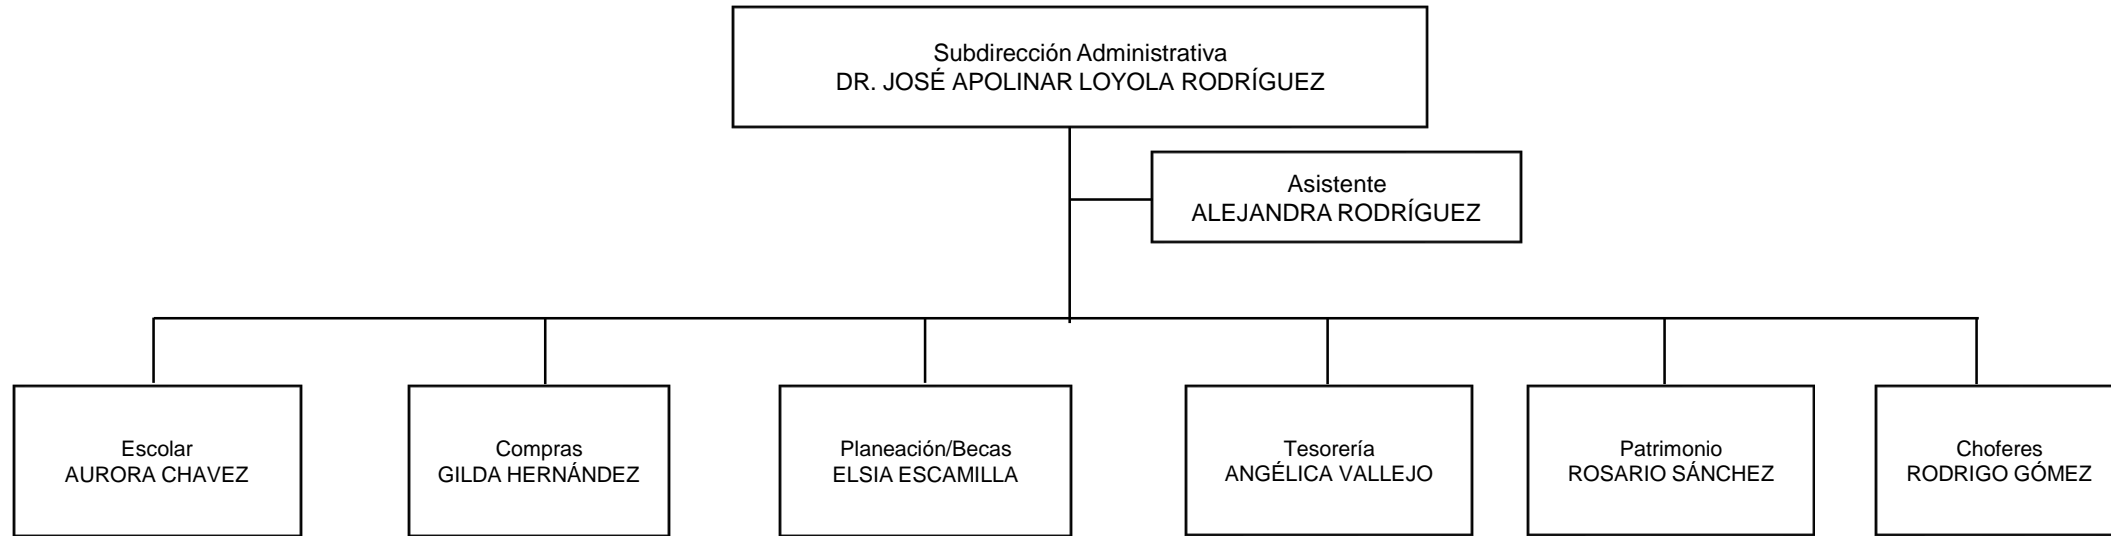 Subdirección Administrativa
DR. JOSÉ APOLINAR LOYOLA RODRÍGUEZ
Asistente
ALEJANDRA RODRÍGUEZ
Escolar
AURORA CHAVEZ
Compras
GILDA HERNÁNDEZ
Planeación/Becas
ELSIA ESCAMILLA
Tesorería
ANGÉLICA VALLEJO
Patrimonio
ROSARIO SÁNCHEZ
Choferes
RODRIGO GÓMEZ